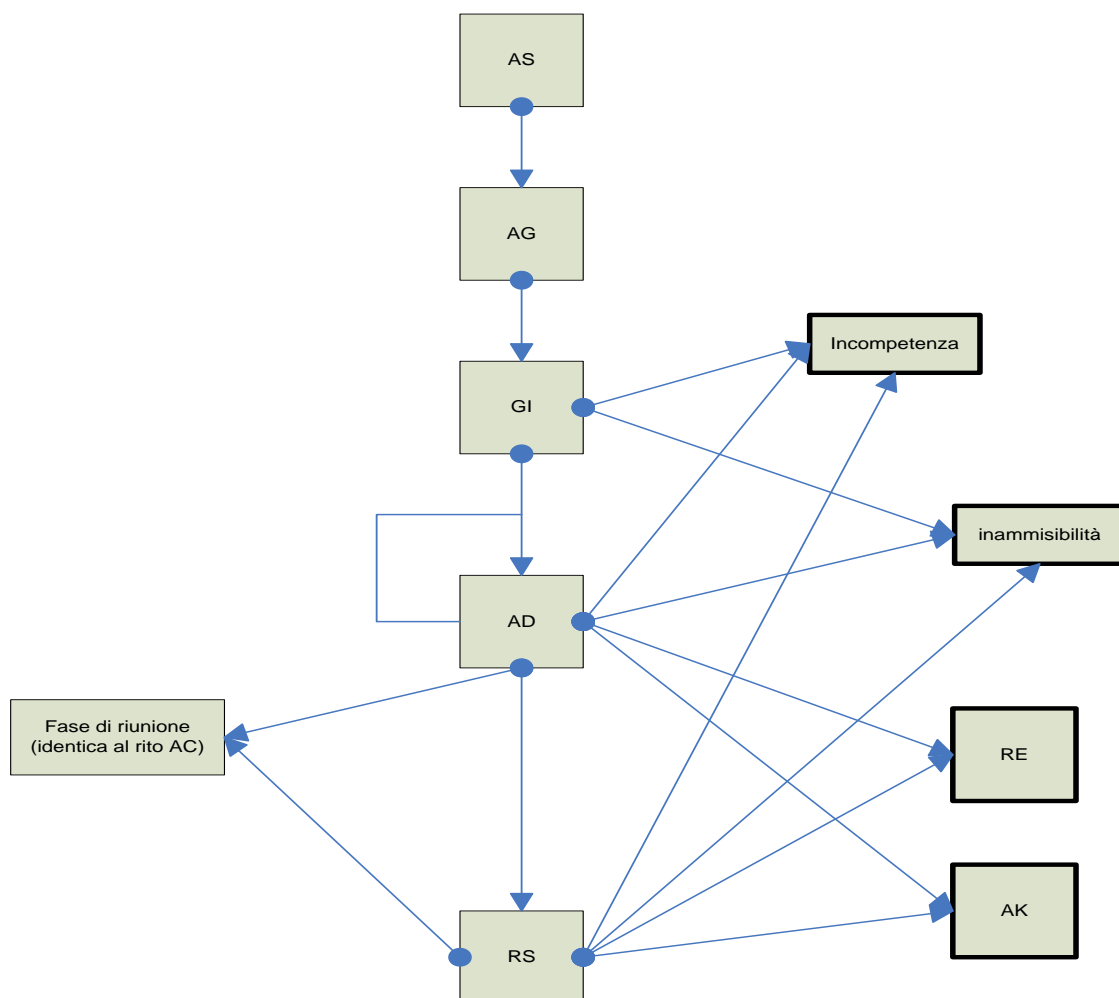 AS
AG
Incompetenza
GI
inammisibilità
AD
Fase di riunione
(identica al rito AC)
RE
AK
RS